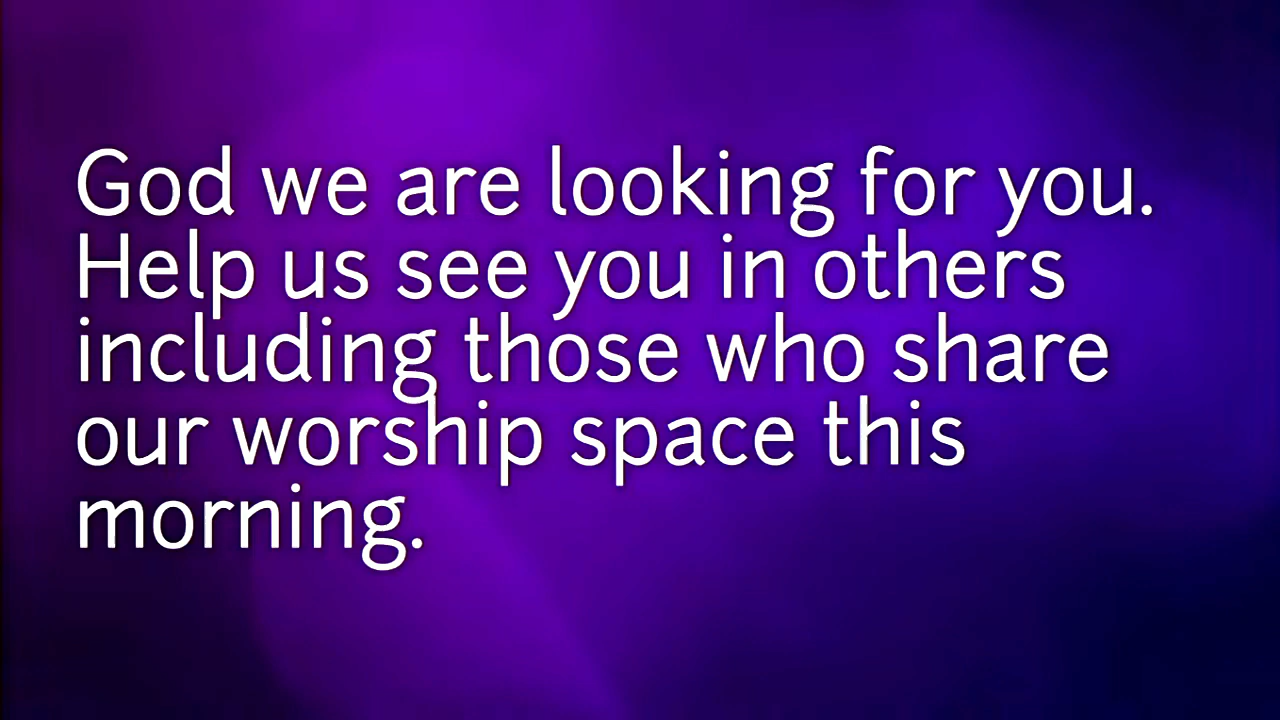 God we are looking for you.
Help us see you in others
including those who share
our worship space this
morning.